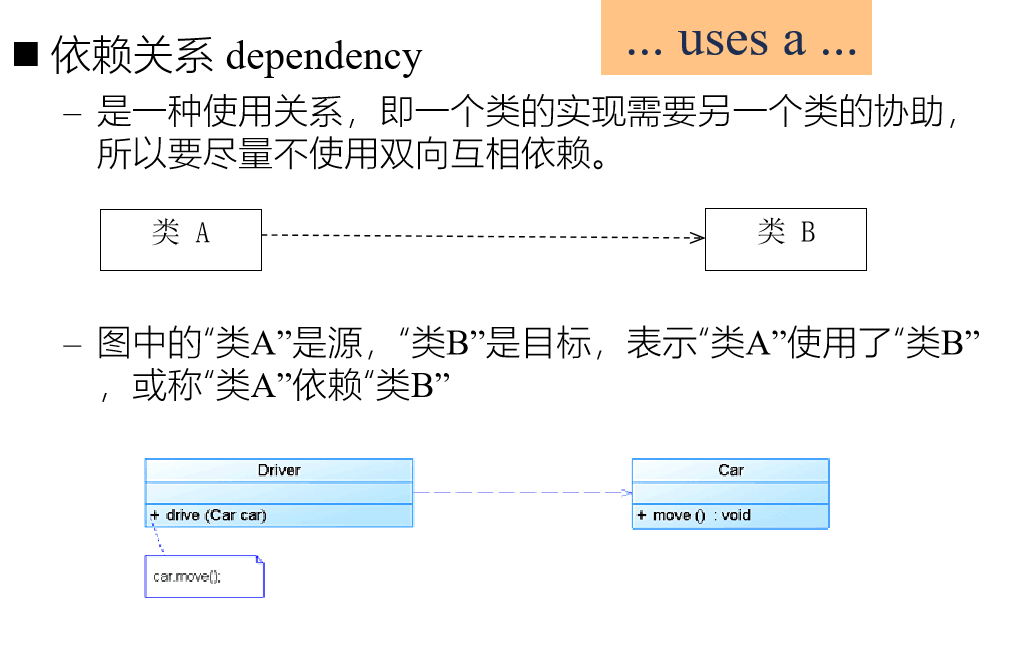 ... uses a ...
■ 依赖关系 dependency
– 是一种使用关系，即一个类的实现需要另一个类的协助，
所以要尽量不使用双向互相依赖。
类 A
类 B
– 图中的“类A”是源，“类B”是目标，表示“类A”使用了“类B”
，或称“类A”依赖“类B”
Driver
Car
+ drive (Car car)
+ move () : void
car.move();